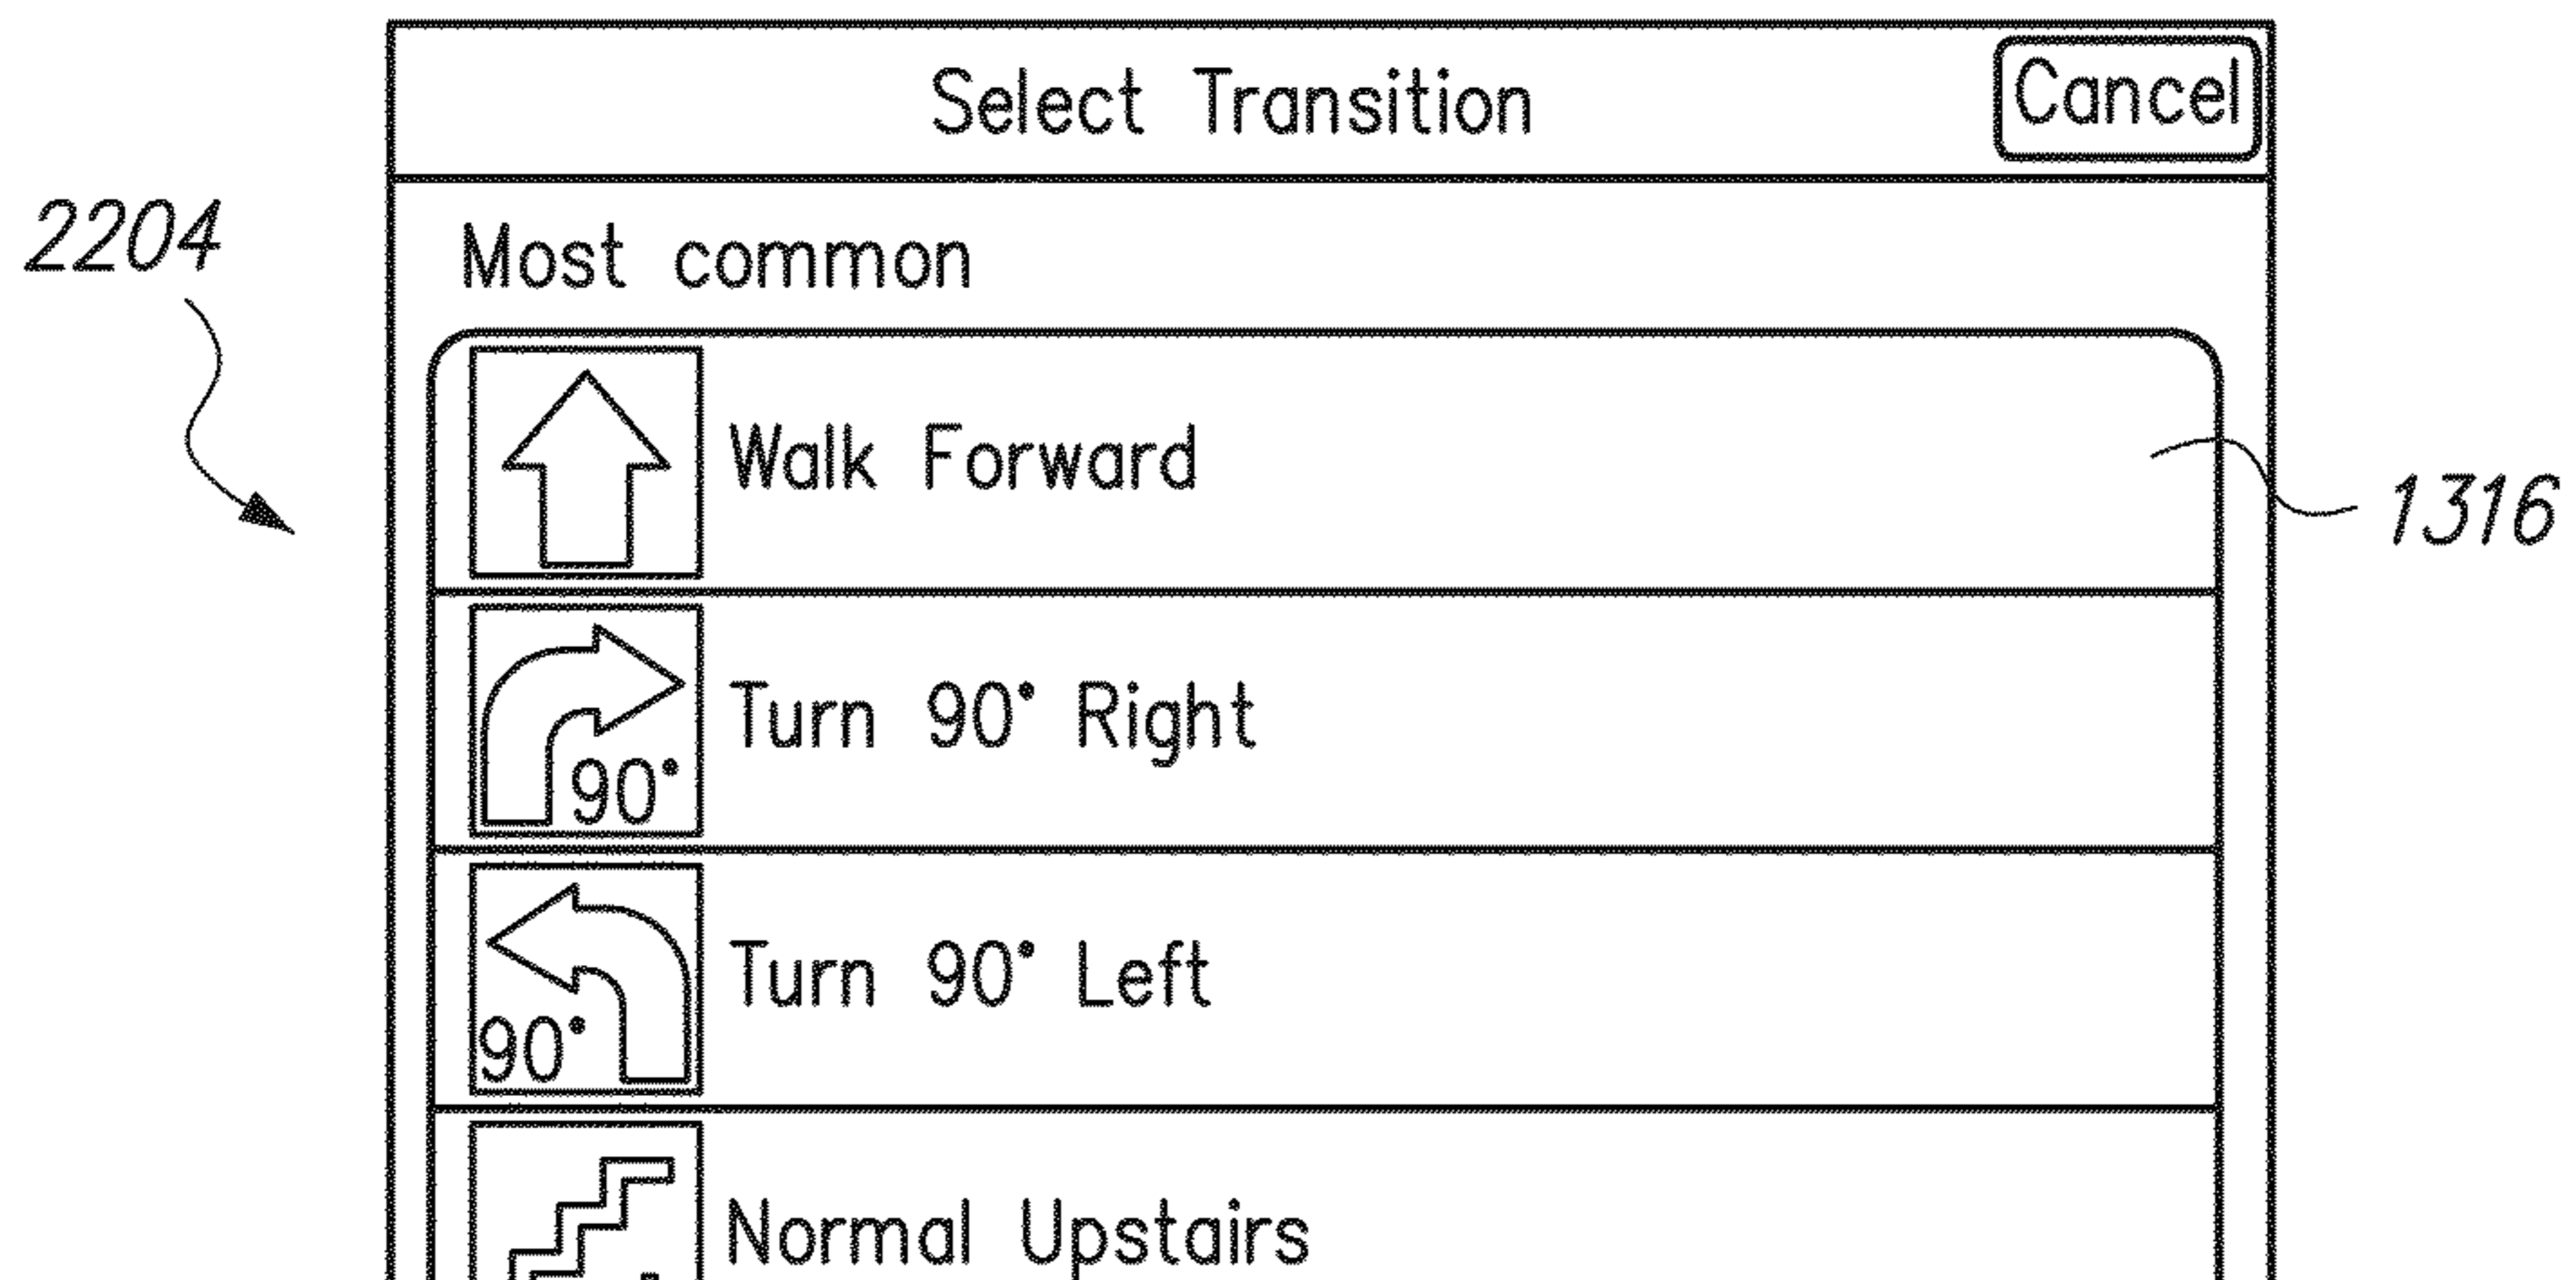 Select Transition
Cancel
2204
Most common
Walk Forward
1316
Turn 90° Right
90°
Turn 90° Left
90°
Normal Upstairs